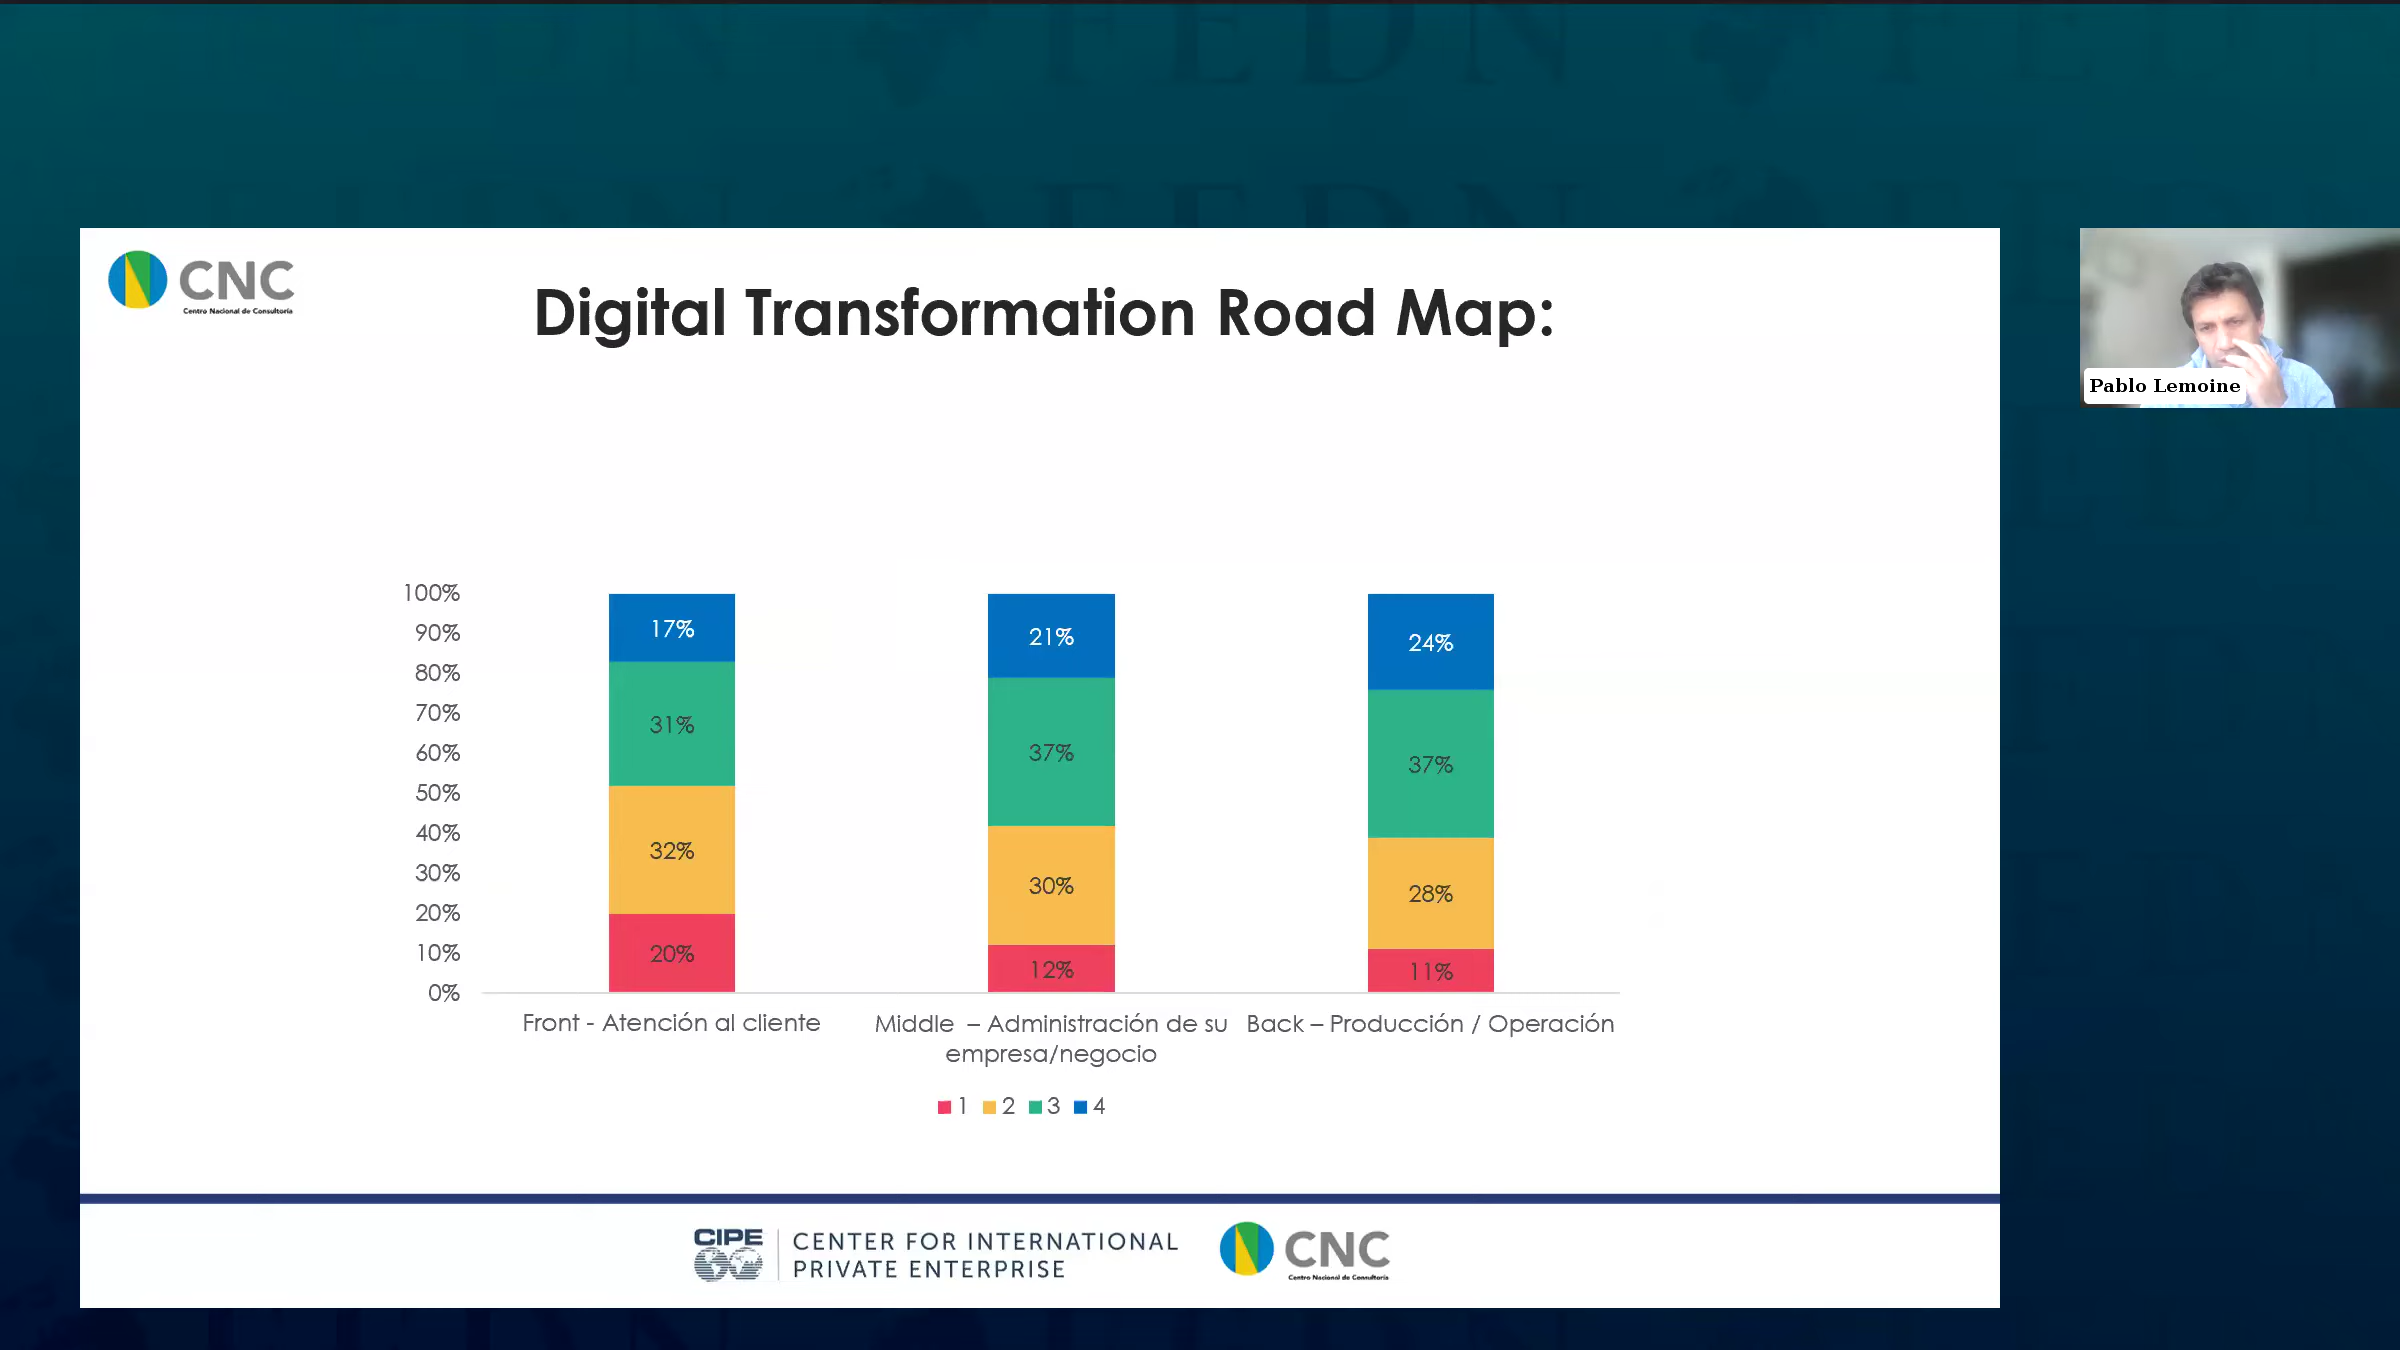 FEDN
FEDN
CNC
Centro Nacional de Consultoría
Digital Transformation Road Map:
Pablo Lemoine
100%
90%
80%
70%
60%
50%
40%
30%
20%
10%
0%
17%
31%
32%
20%
21%
37%
30%
12%
24%
37%
28%
11%
Front - Atención al cliente
Middle – Administración de su
empresa/negocio
Back – Producción / Operación
1 2 3 4
CIPE
CENTER FOR INTERNATIONAL
PRIVATE ENTERPRISE
CNC
Centro Nacional de Consultoría